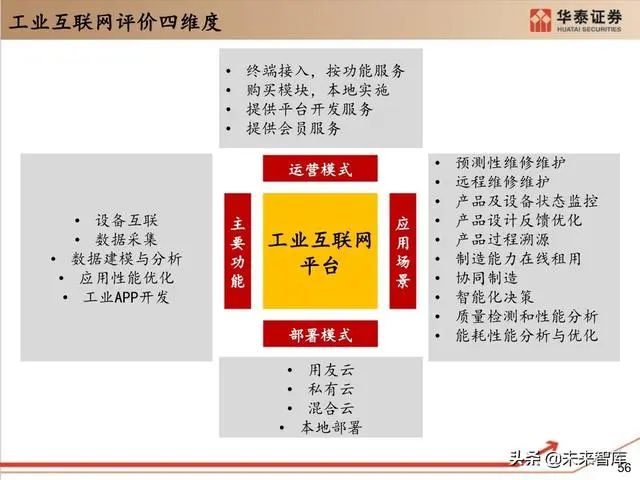 工业互联网评价四维度
华泰证券
HUATAI SECURITIES
• 终端接入，按功能服务
• 购买模块，本地实施
• 提供平台开发服务
• 提供会员服务
运营模式
• 设备互联
• 数据采集
• 数据建模与分析
• 应用性能优化
• 工业APP开发
主要功能
工业互联网
平台
应用场景
• 预测性维修维护
• 远程维修维护
• 产品及设备状态监控
• 产品设计反馈优化
• 产品过程溯源
• 制造能力在线租用
• 协同制造
• 智能化决策
• 质量检测和性能分析
• 能耗性能分析与优化
部署模式
• 用友云
• 私有云
• 混合云
• 本地部署
头条@未来智库
56